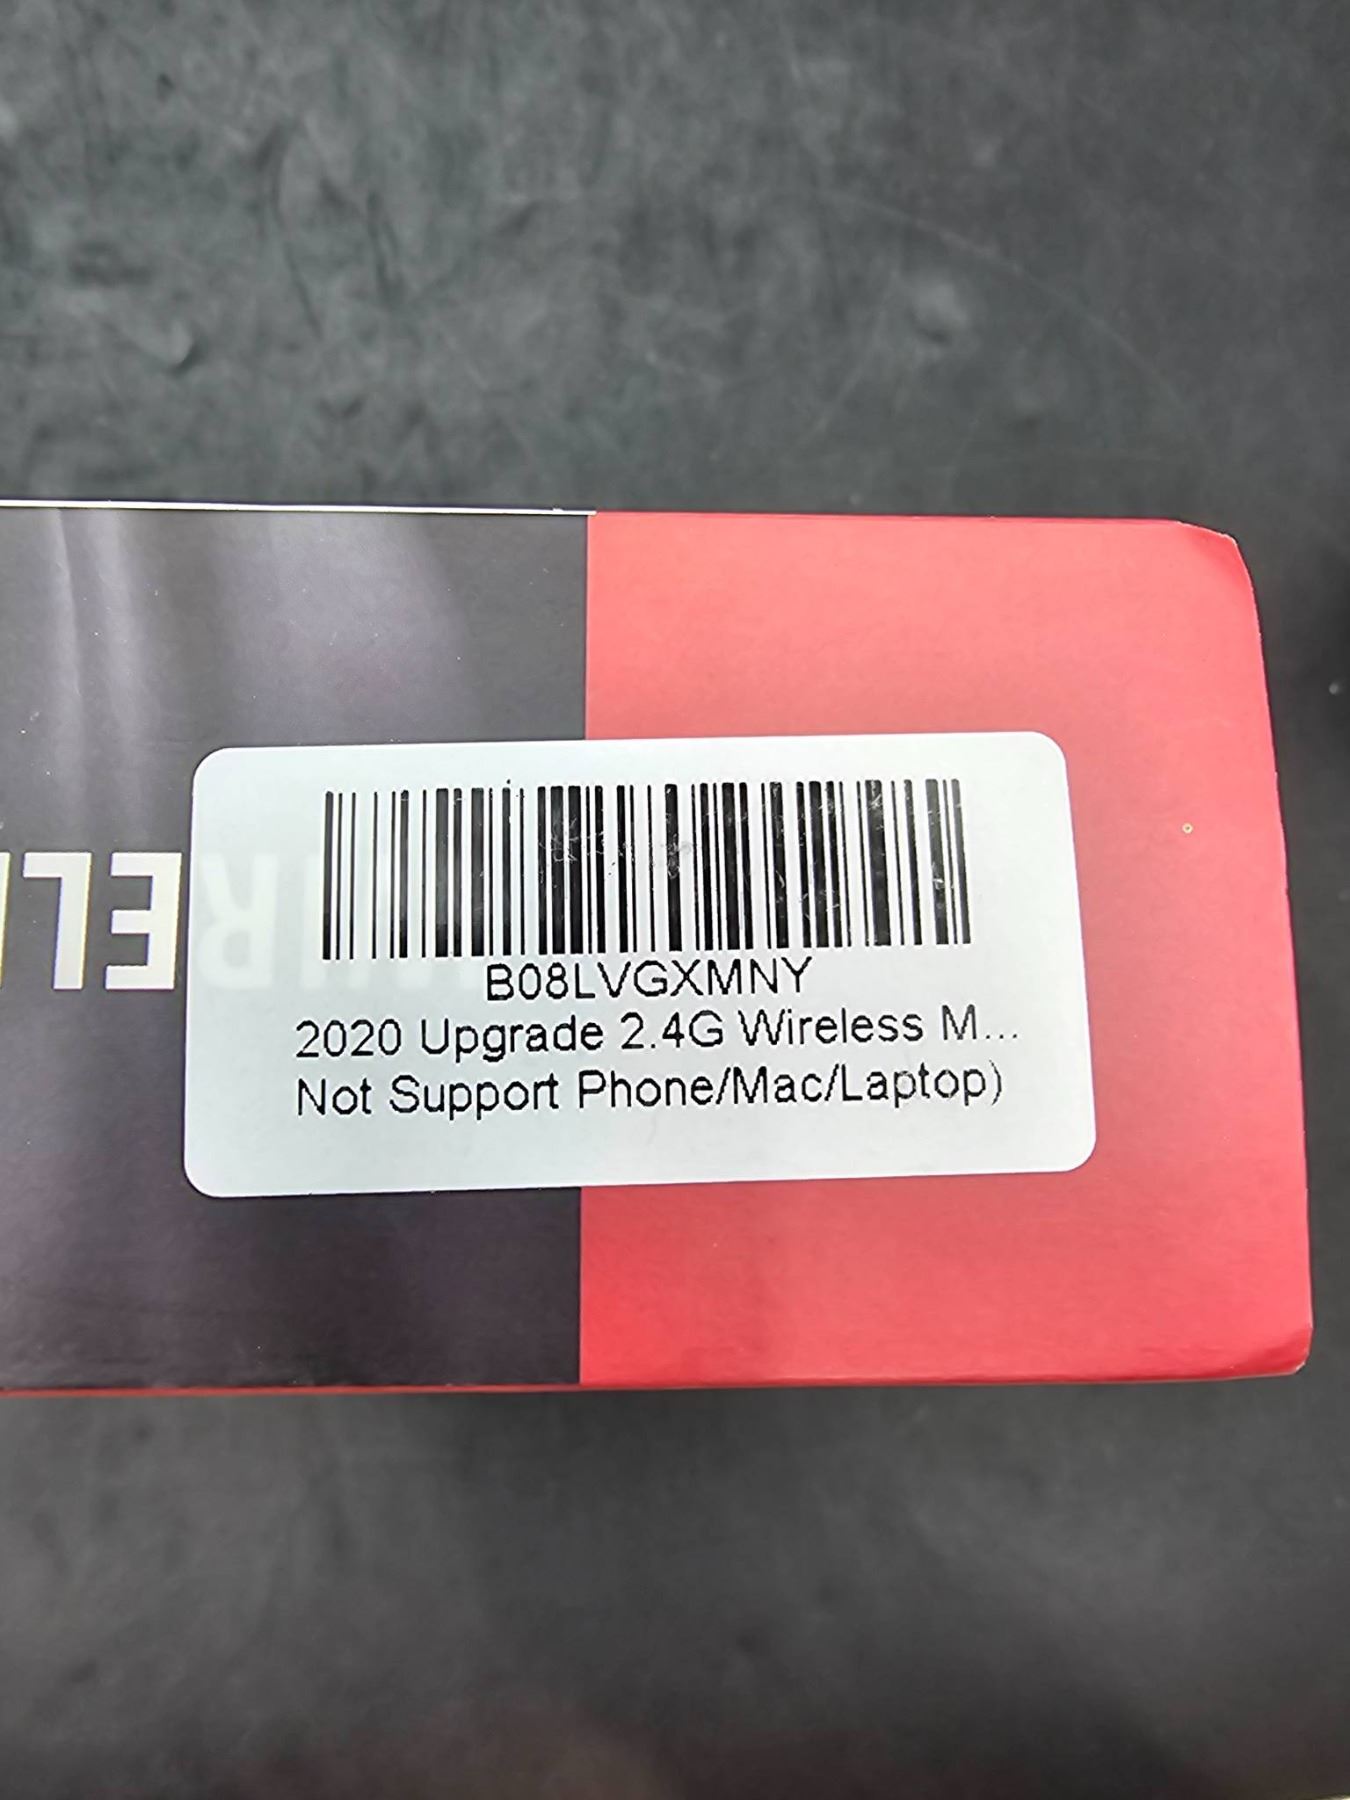 B08LVGXMNY
2020 Upgrade 2.4G Wireless M...
Not Support Phone/Mac/Laptop)